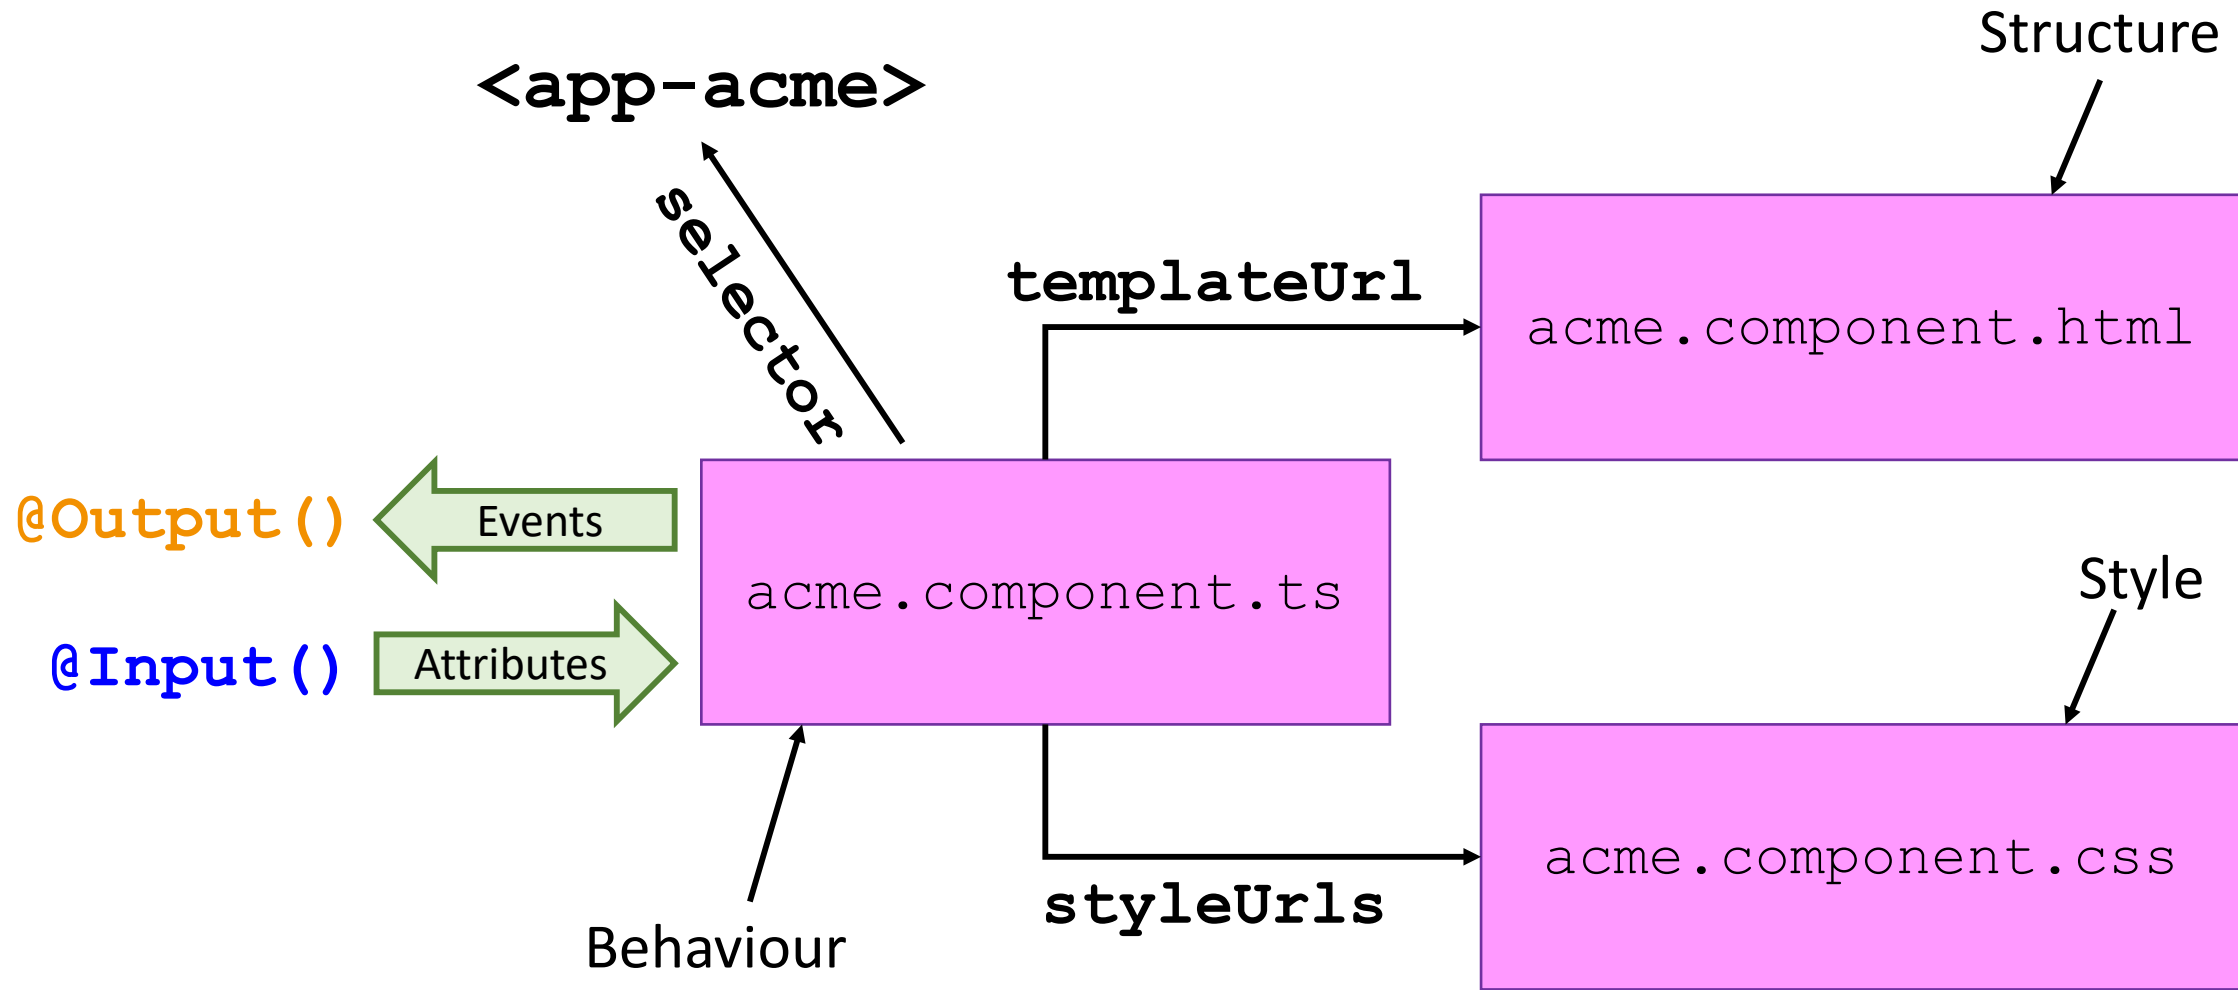 Structure
<app-acme>
selector
templateUrl
acme.component.html
@Output()
Events
acme.component.ts
Style
@Input()
Attributes
acme.component.css
styleUrls
Behaviour